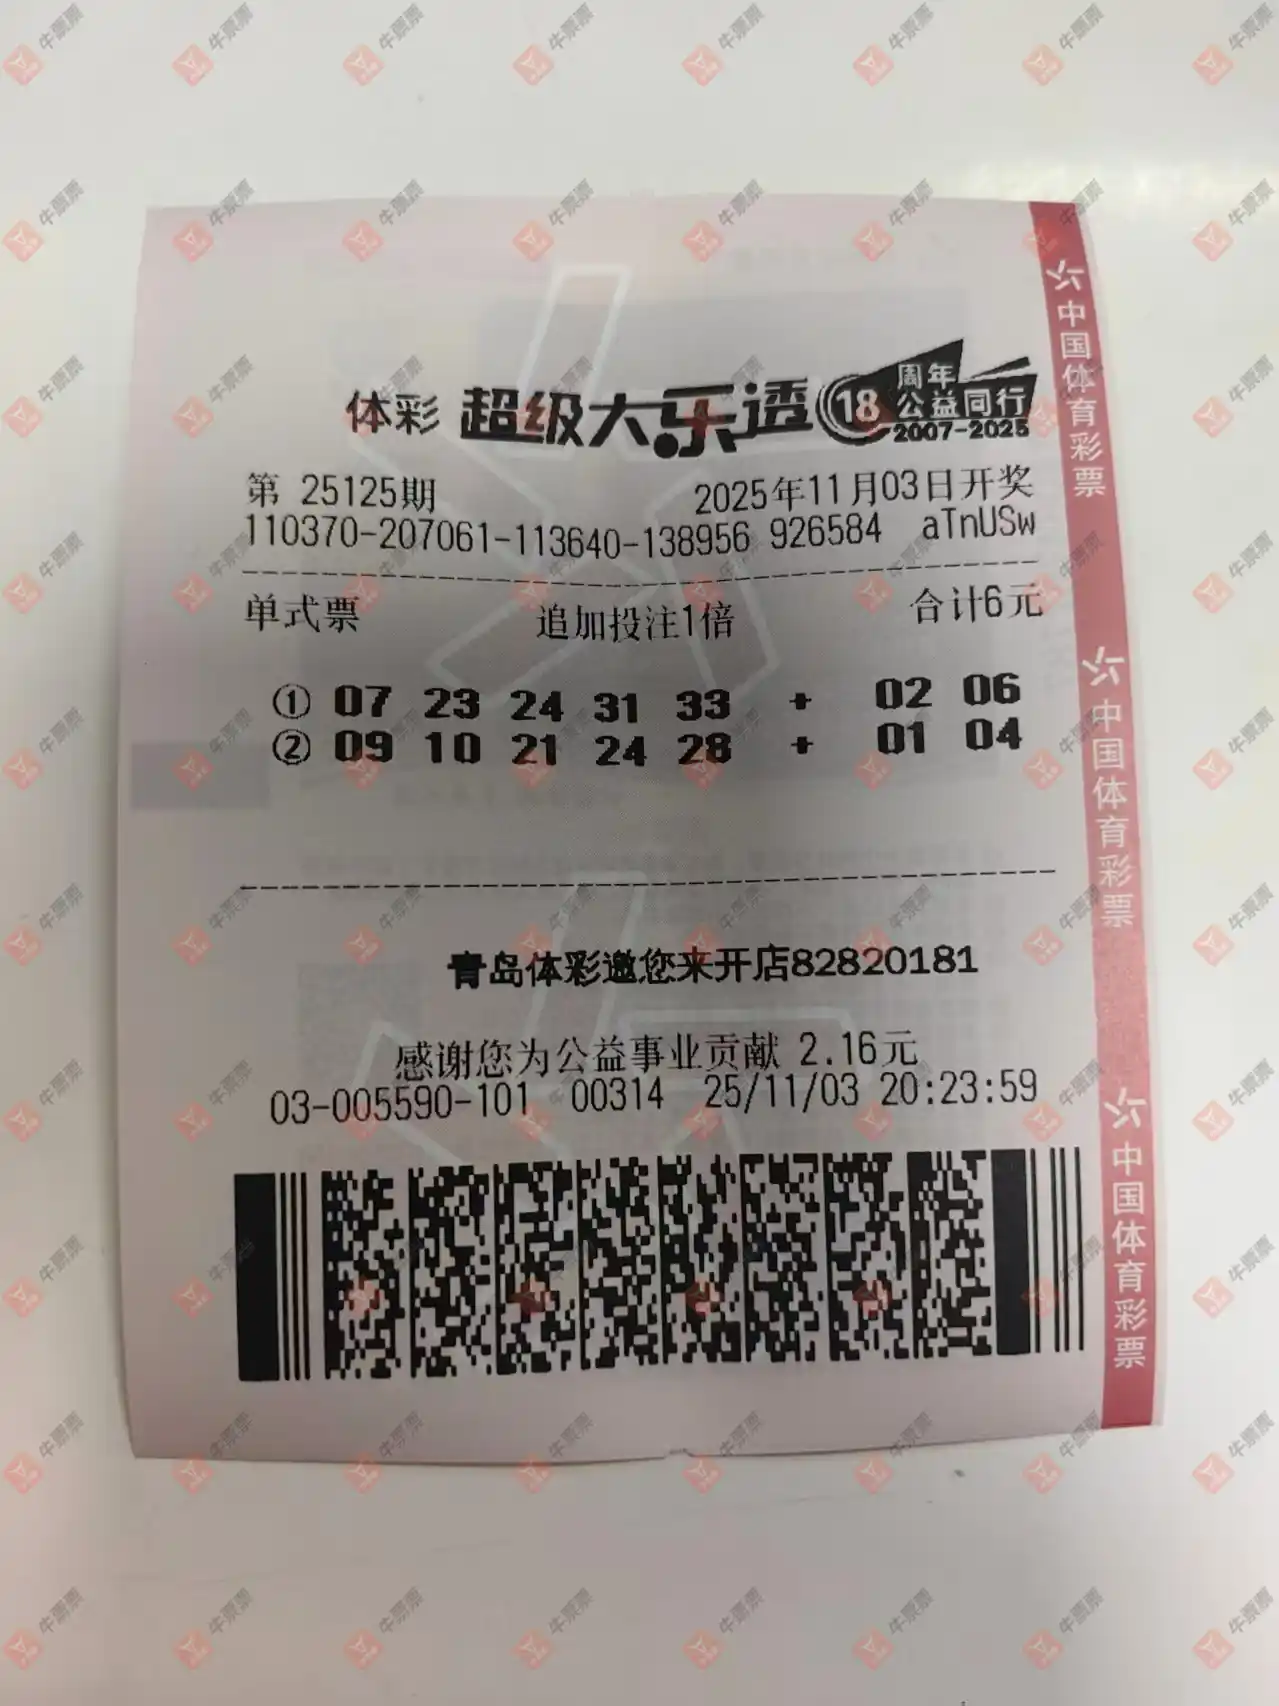 体彩 超级大乐透 18 周年 公益同行 2007-2025
第 25125期 2025年11月03日开奖
110370-207061-113640-138956 926584 aTnUSw
单式票 追加投注1倍 合计6元
① 07 23 24 31 33 + 02 06
② 09 10 21 24 28 + 01 04
青岛体彩邀您来开店82820181
感谢您为公益事业贡献 2.16元
03-005590-101 00314 25/11/03 20:23:59
中国体育彩票
中国体育彩票
中国体育彩票
牛票票